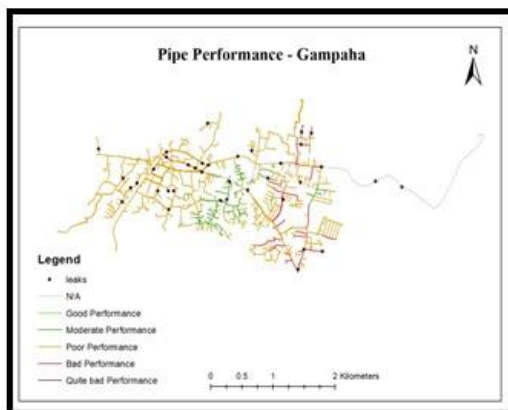 Pipe Performance - Gampaha
N
Legend
leaks
N/A
Good Performance
Moderate Performance
Poor Performance
Bad Performance
Quite bad Performance
0 0.5 1 2 Kilometers